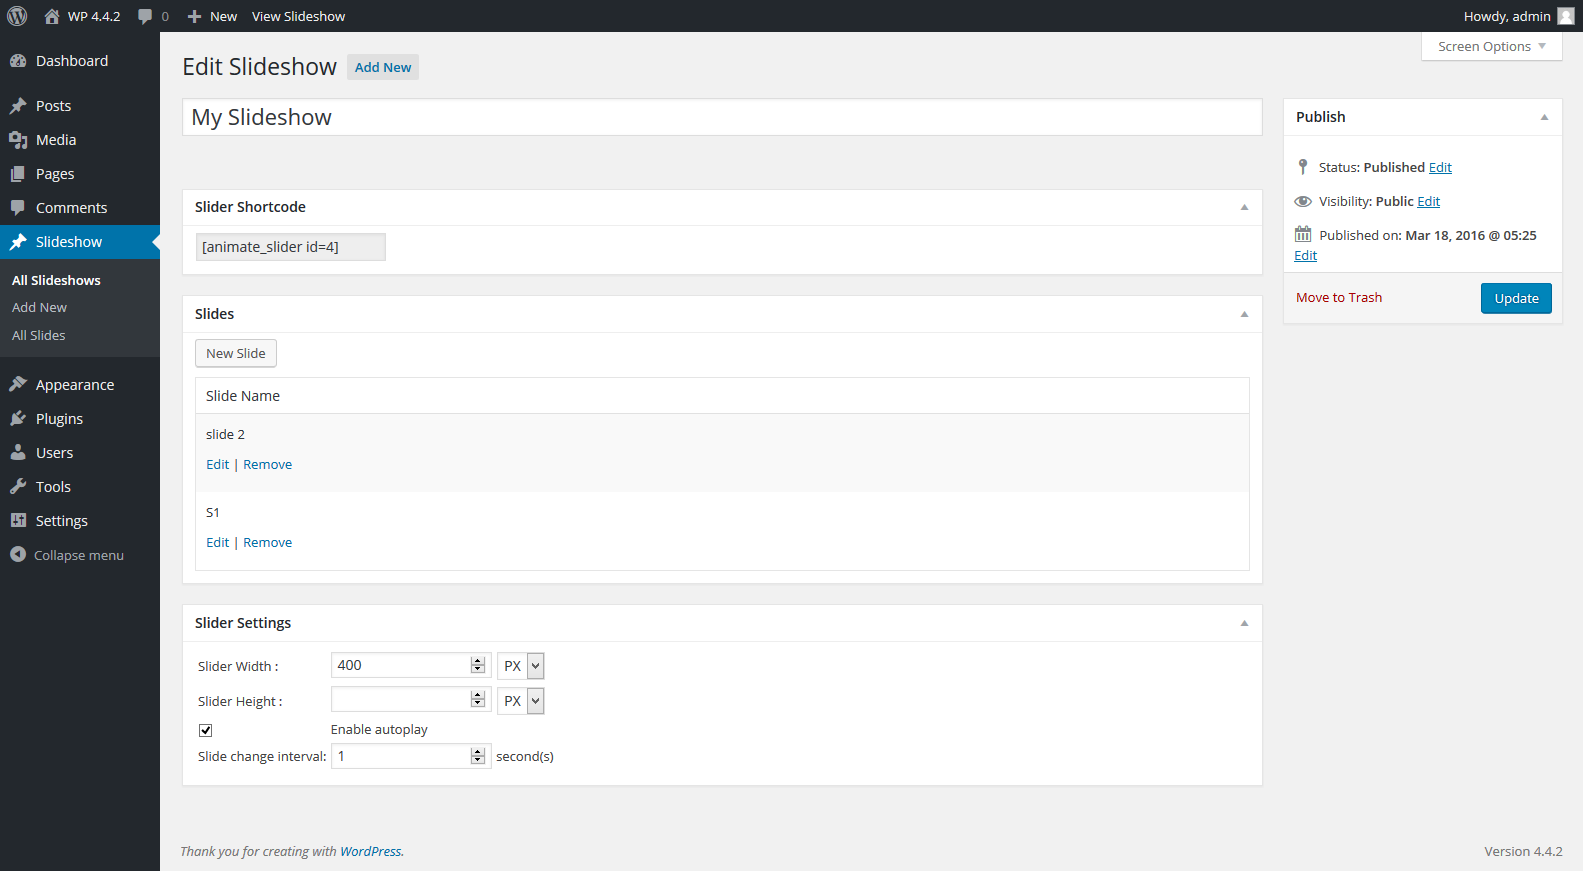 WP 4.4.2 0 New View Slideshow Howdy, admin
Screen Options
Dashboard
Posts
Media
Pages
Comments
Slideshow
All Slideshows
Add New
All Slides
Appearance
Plugins
Users
Tools
Settings
Collapse menu
Edit Slideshow Add New
My Slideshow
Slider Shortcode
[animate_slider id=4]
Slides
New Slide
Slide Name
slide 2
Edit | Remove
S1
Edit | Remove
Slider Settings
Slider Width : 400 PX
Slider Height : PX
Enable autoplay
Slide change interval: 1 second(s)
Publish
Status: Published Edit
Visibility: Public Edit
Published on: Mar 18, 2016 @ 05:25
Edit
Move to Trash Update
Thank you for creating with WordPress.
Version 4.4.2